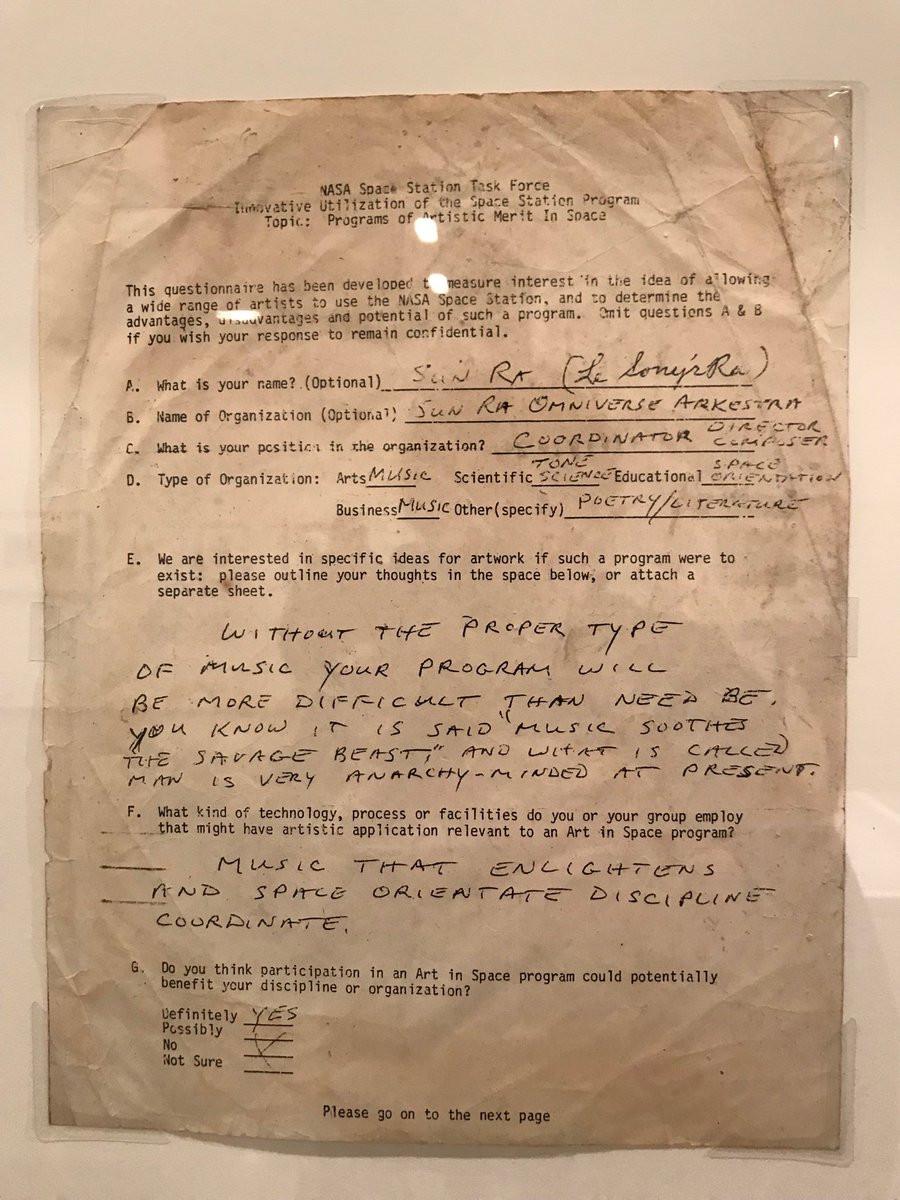 NASA Space Station Task Force
Innovative Utilization of the Space Station Program
Topic: Programs of Artistic Merit In Space
This questionnaire has been developed to measure interest in the idea of allowing
a wide range of artists to use the NASA Space Station, and to determine the
advantages, disadvantages and potential of such a program. Omit questions A & B
if you wish your response to remain confidential.
A. What is your name? (Optional) SUN RA (Le Sony'r Ra)
B. Name of Organization (Optional) SUN RA OMNIVERSE ARKESTRA
C. What is your position in the organization? COORDINATOR DIRECTOR COMPOSER
D. Type of Organization: Arts MUSIC Scientific TONE SCIENCE Educational SPACE ORIENTATION
Business MUSIC Other(specify) POETRY/LITERATURE
E. We are interested in specific ideas for artwork if such a program were to
exist: please outline your thoughts in the space below, or attach a
separate sheet.
WITHOUT THE PROPER TYPE
OF MUSIC YOUR PROGRAM WILL
BE MORE DIFFICULT THAN NEED BE.
YOU KNOW IT IS SAID "MUSIC SOOTHES
THE SAVAGE BEAST," AND WHAT IS CALLED
MAN IS VERY ANARCHY-MINDED AT PRESENT.
F. What kind of technology, process or facilities do you or your group employ
that might have artistic application relevant to an Art in Space program?
MUSIC THAT ENLIGHTENS
AND SPACE ORIENTATE DISCIPLINE
COORDINATE.
G. Do you think participation in an Art in Space program could potentially
benefit your discipline or organization?
Definitely YES
Possibly
No
Not Sure
Please go on to the next page